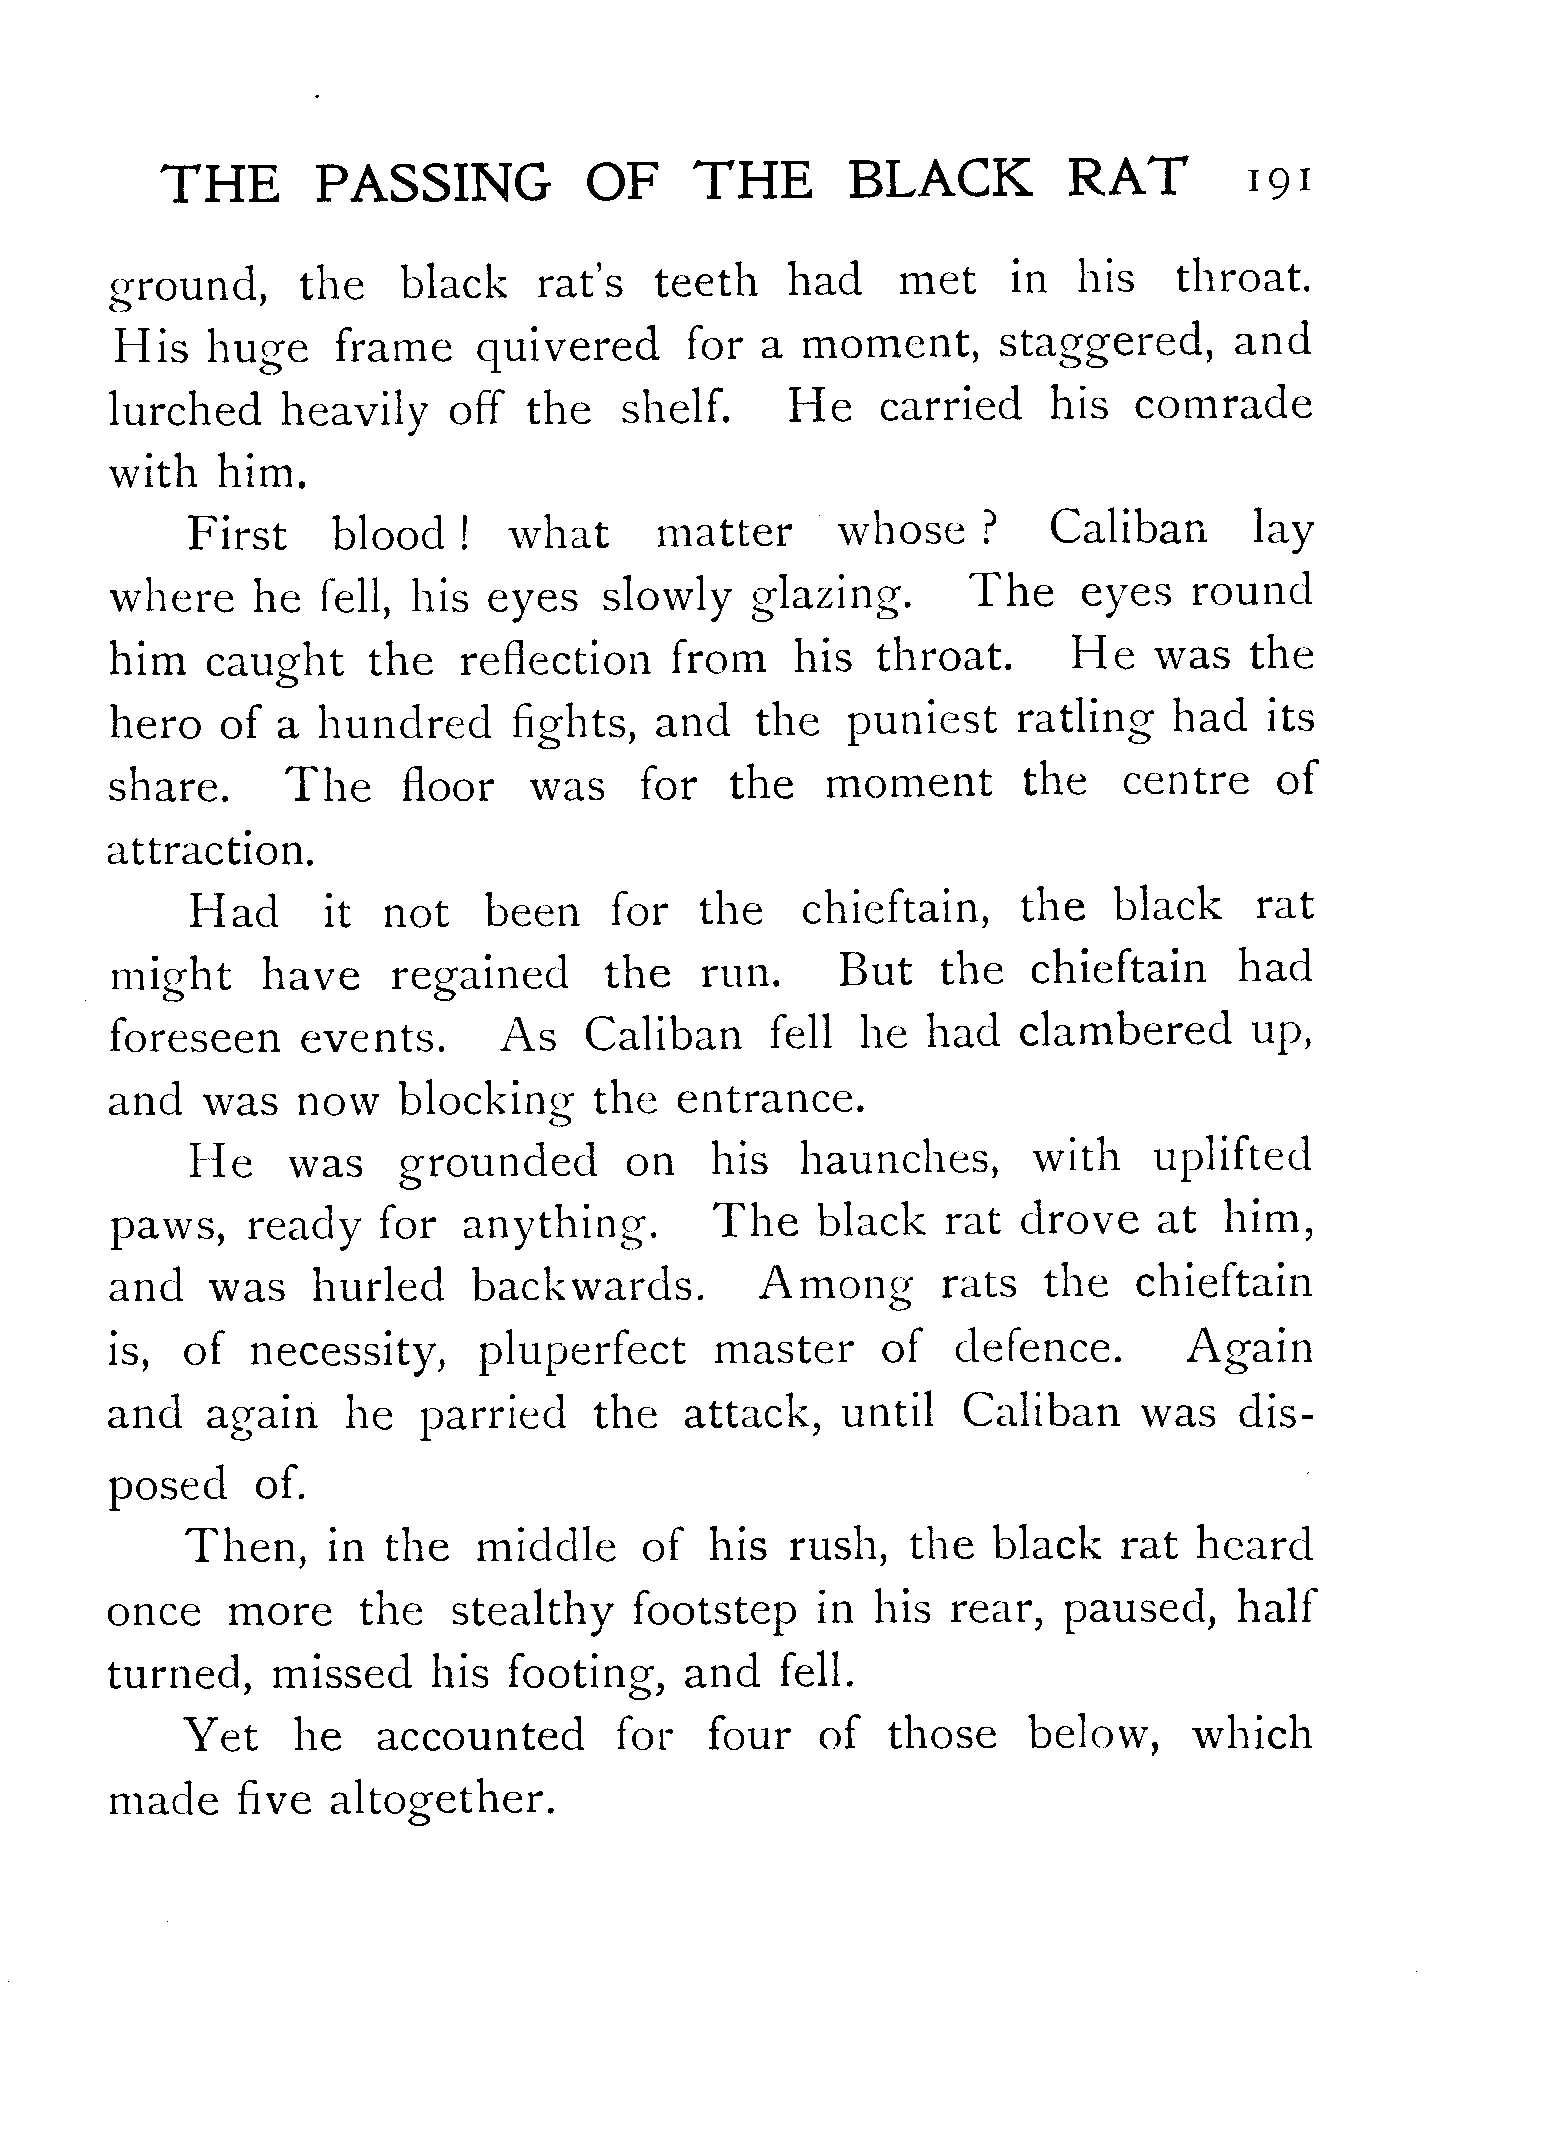 THE PASSING OF THE BLACK RAT 191
ground, the black rat's teeth had met in his throat.
His huge frame quivered for a moment, staggered, and
lurched heavily off the shelf. He carried his comrade
with him.
First blood! what matter whose? Caliban lay
where he fell, his eyes slowly glazing. The eyes round
him caught the reflection from his throat. He was the
hero of a hundred fights, and the puniest ratling had its
share. The floor was for the moment the centre of
attraction.
Had it not been for the chieftain, the black rat
might have regained the run. But the chieftain had
foreseen events. As Caliban fell he had clambered up,
and was now blocking the entrance.
He was grounded on his haunches, with uplifted
paws, ready for anything. The black rat drove at him,
and was hurled backwards. Among rats the chieftain
is, of necessity, pluperfect master of defence. Again
and again he parried the attack, until Caliban was dis-
posed of.
Then, in the middle of his rush, the black rat heard
once more the stealthy footstep in his rear, paused, half
turned, missed his footing, and fell.
Yet he accounted for four of those below, which
made five altogether.